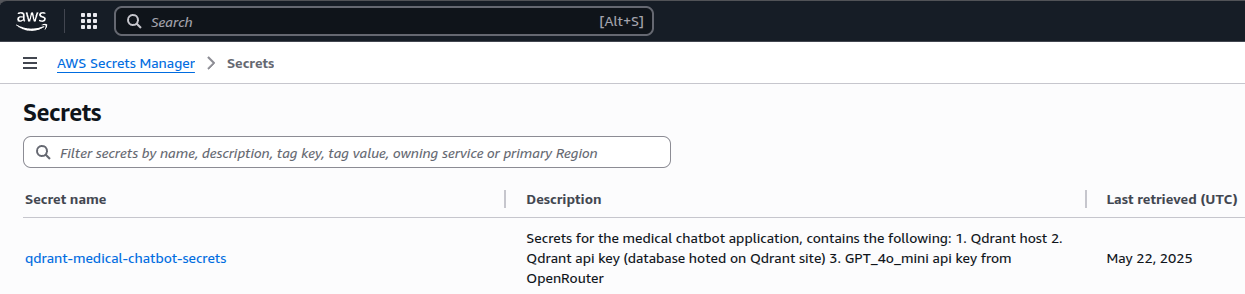 aws
Search [Alt+S]
AWS Secrets Manager Secrets
Secrets
Filter secrets by name, description, tag key, tag value, owning service or primary Region
Secret name Description Last retrieved (UTC)
qdrant-medical-chatbot-secrets
Secrets for the medical chatbot application, contains the following: 1. Qdrant host 2.
Qdrant api key (database hoted on Qdrant site) 3. GPT_4o_mini api key from
OpenRouter
May 22, 2025